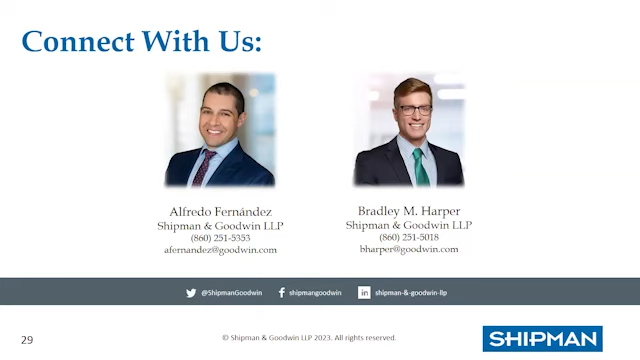 Connect With Us:
Alfredo Fernández
Shipman & Goodwin LLP
(860) 251-5353
afernandez@goodwin.com
Bradley M. Harper
Shipman & Goodwin LLP
(860) 251-5018
bharper@goodwin.com
@ShipmanGoodwin
shipmangoodwin
in shipman-&-goodwin-llp
29
© Shipman & Goodwin LLP 2023. All rights reserved.
SHIPMAN